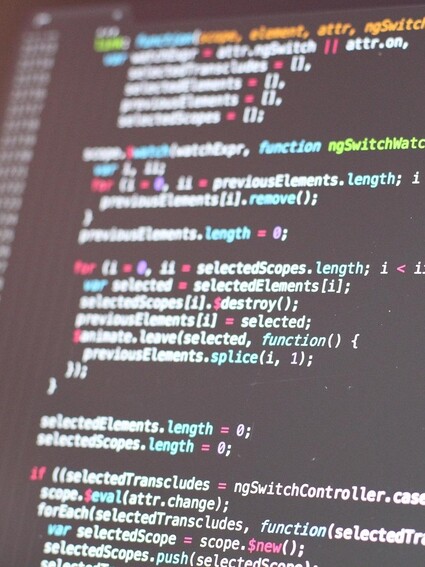 link: function(scope, element, attr, ngSwitch
var watchExpr = attr.ngSwitch || attr.on,
selectedTranscludes = [],
selectedElements = [],
previousElements = [],
selectedScopes = [];
scope.$watch(watchExpr, function ngSwitchWatc
var i, ii;
for (i = 0, ii = previousElements.length; i
previousElements[i].remove();
}
previousElements.length = 0;
for (i = 0, ii = selectedScopes.length; i < ii
var selected = selectedElements[i];
selectedScopes[i].$destroy();
previousElements[i] = selected;
$animate.leave(selected, function() {
previousElements.splice(i, 1);
});
}
selectedElements.length = 0;
selectedScopes.length = 0;
if ((selectedTranscludes = ngSwitchController.case
scope.$eval(attr.change);
forEach(selectedTranscludes, function(selectedTra
var selectedScope = scope.$new();
selectedScopes.push(selectedScope);